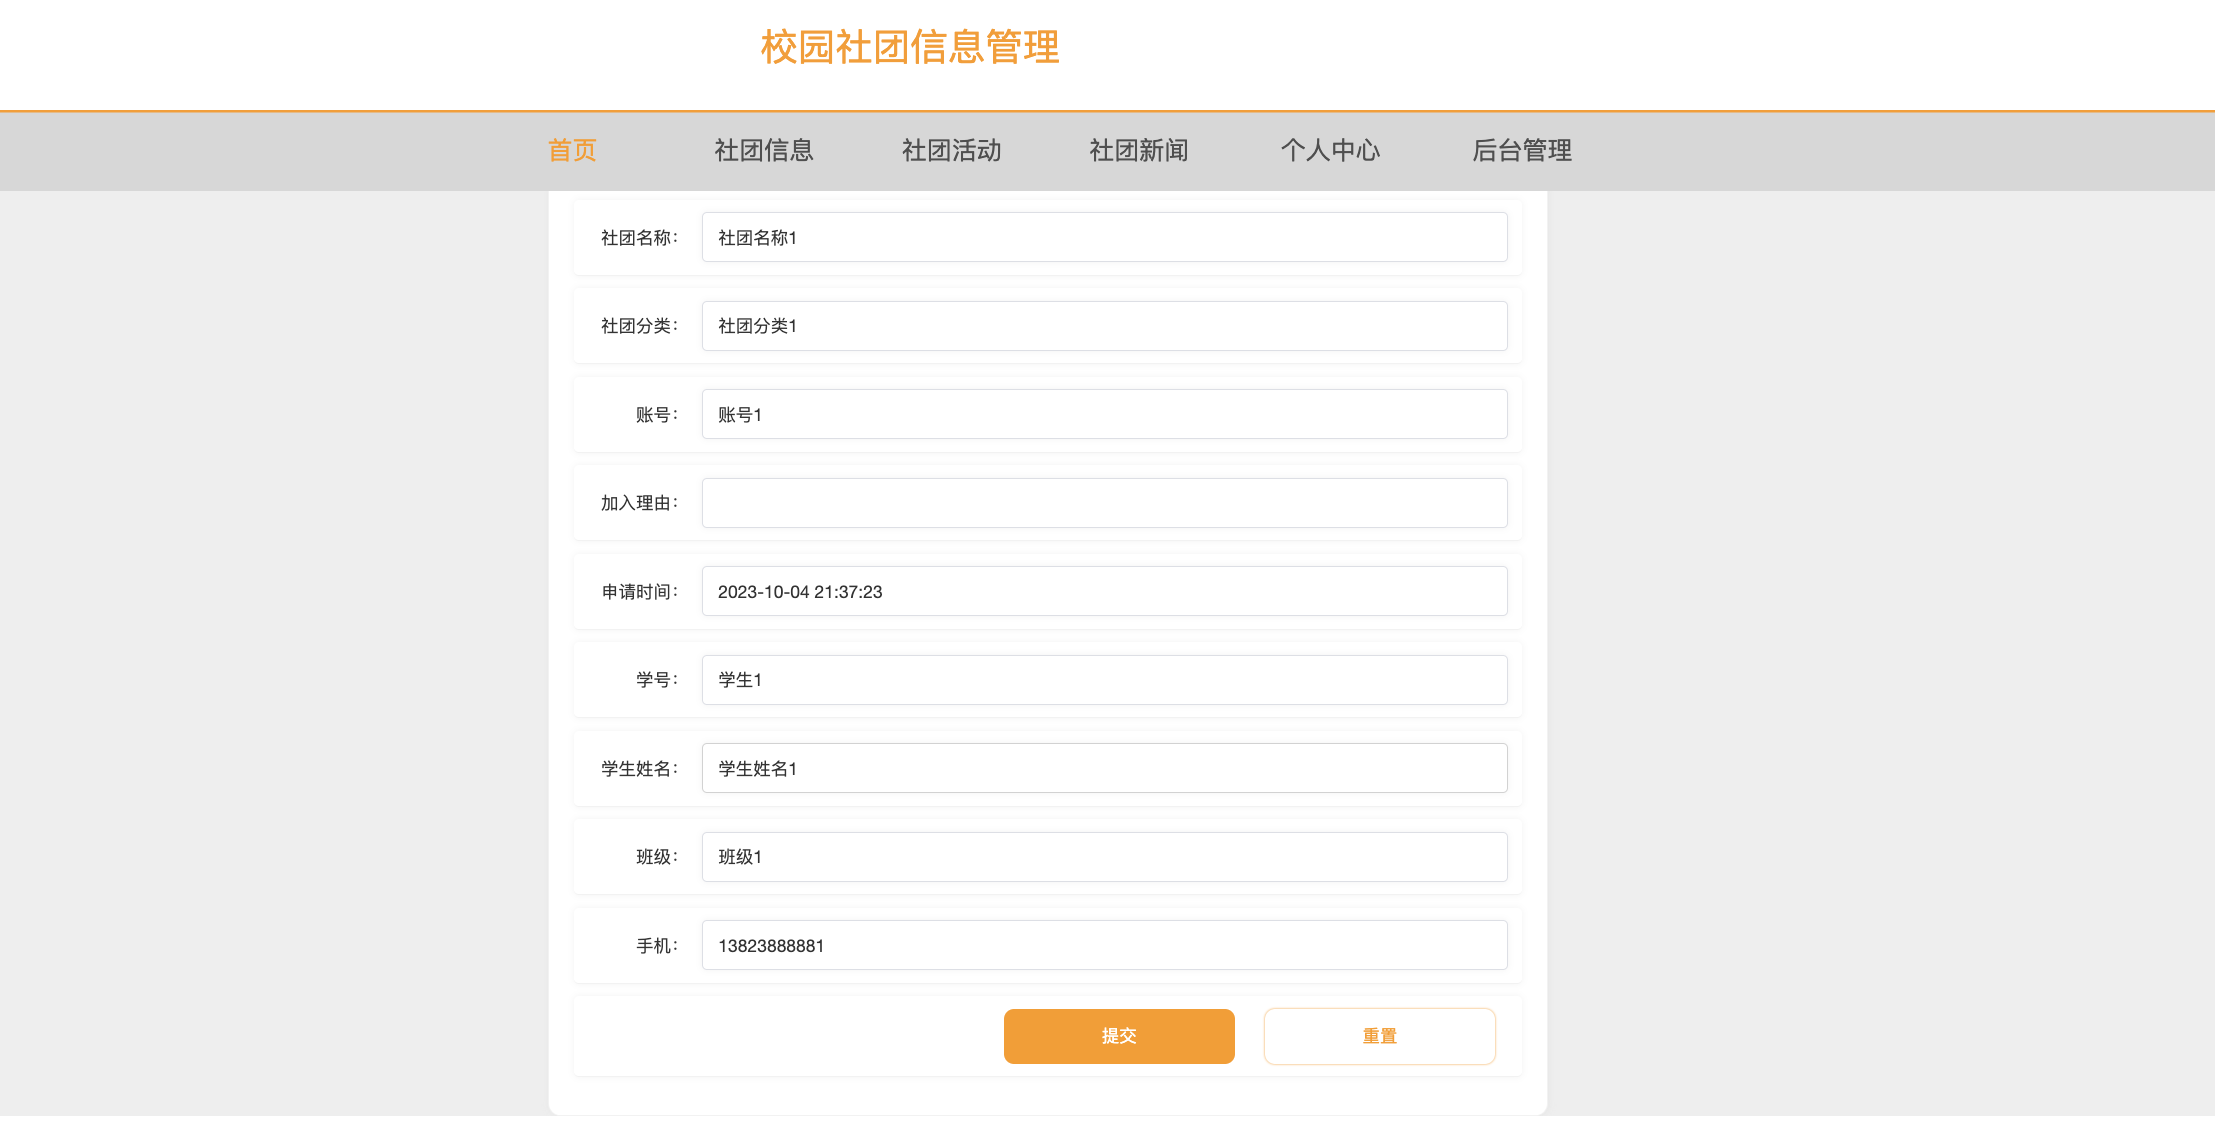 校园社团信息管理
首页 社团信息 社团活动 社团新闻 个人中心 后台管理
社团名称: 社团名称1
社团分类: 社团分类1
账号: 账号1
加入理由:
申请时间: 2023-10-04 21:37:23
学号: 学生1
学生姓名: 学生姓名1
班级: 班级1
手机: 13823888881
提交 重置